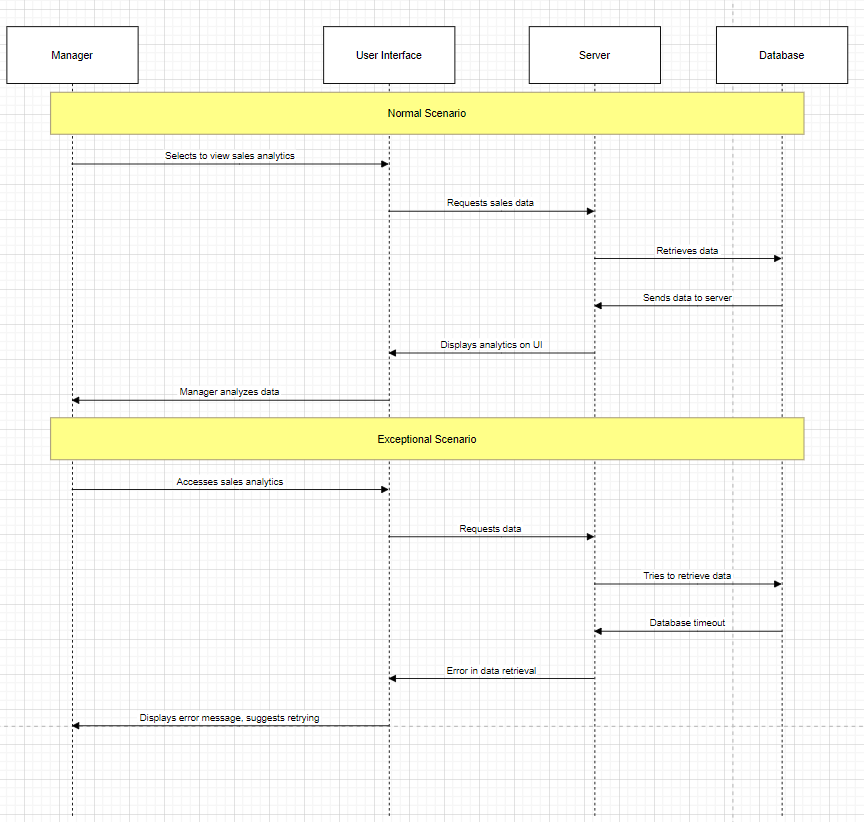 Manager
User Interface
Server
Database
Normal Scenario
Selects to view sales analytics
Requests sales data
Retrieves data
Sends data to server
Displays analytics on UI
Manager analyzes data
Exceptional Scenario
Accesses sales analytics
Requests data
Tries to retrieve data
Database timeout
Error in data retrieval
Displays error message, suggests retrying